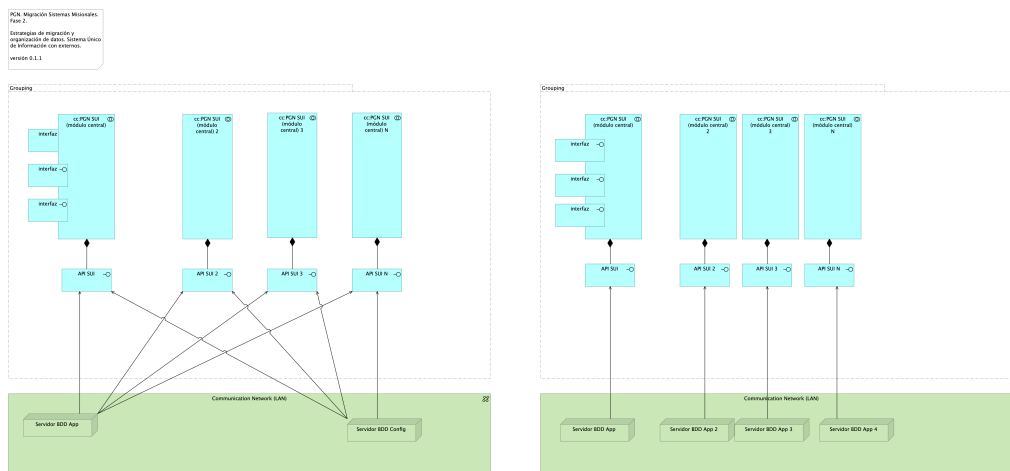 PGN. Migración Sistemas Misionales.
Fase 2.
Estrategias de migración y
organización de datos. Sistema Único
de Información con externos.
versión 0.1.1
Grouping
cc:PGN SUI
(módulo central)
interfaz
interfaz
interfaz
cc:PGN SUI
(módulo
central) 2
cc:PGN SUI
(módulo
central) 3
cc:PGN SUI
(módulo
central) N
API SUI
API SUI 2
API SUI 3
API SUI N
Communication Network (LAN)
Servidor BDD App
Servidor BDD Config
Grouping
cc:PGN SUI
(módulo central)
interfaz
interfaz
interfaz
cc:PGN SUI
(módulo central)
2
cc:PGN SUI
(módulo central)
3
cc:PGN SUI
(módulo central)
N
API SUI
API SUI 2
API SUI 3
API SUI N
Communication Network (LAN)
Servidor BDD App
Servidor BDD App 2
Servidor BDD App 3
Servidor BDD App 4